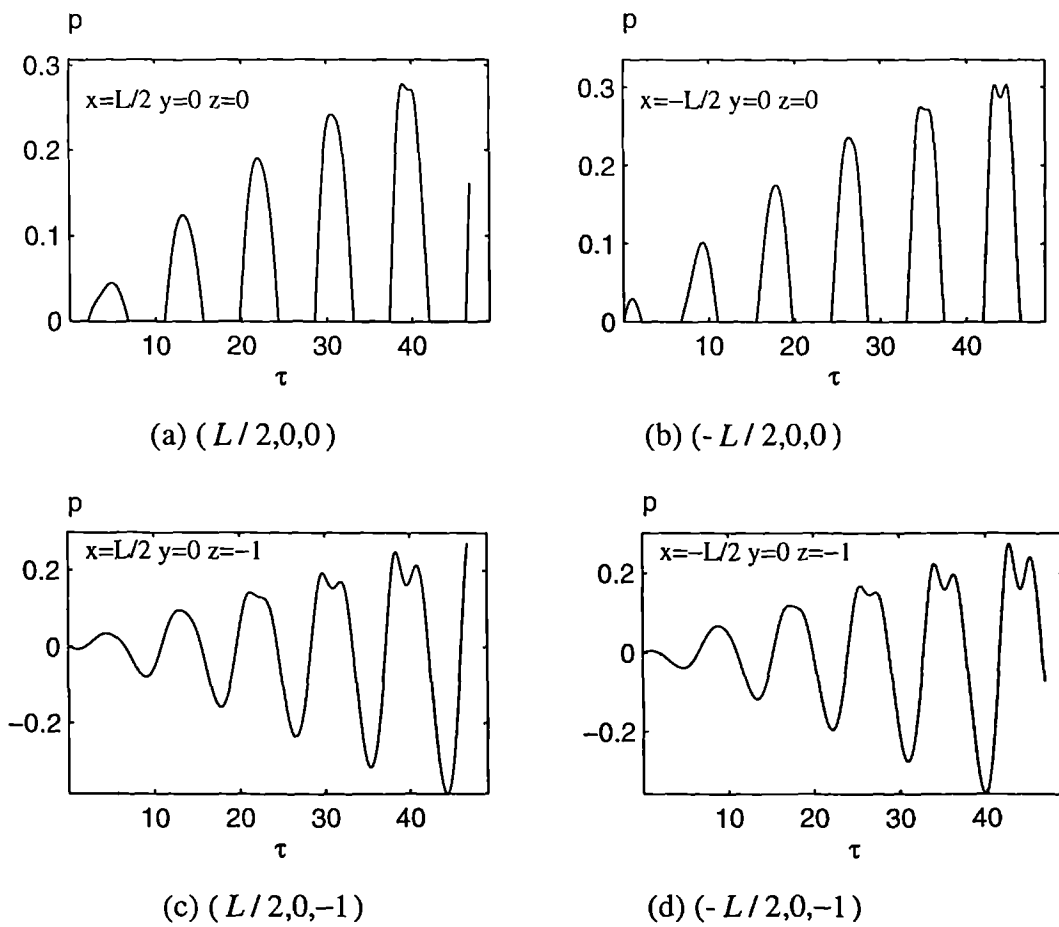 p
0.3
0.2
0.1
0
x=L/2 y=0 z=0
10 20 30 40
τ
(a) (L/2,0,0)
p
0.3
0.2
0.1
0
x=−L/2 y=0 z=0
10 20 30 40
τ
(b) (-L/2,0,0)
p
0.2
0
−0.2
x=L/2 y=0 z=−1
10 20 30 40
τ
(c) (L/2,0,−1)
p
0.2
0
−0.2
x=−L/2 y=0 z=−1
10 20 30 40
τ
(d) (-L/2,0,−1)